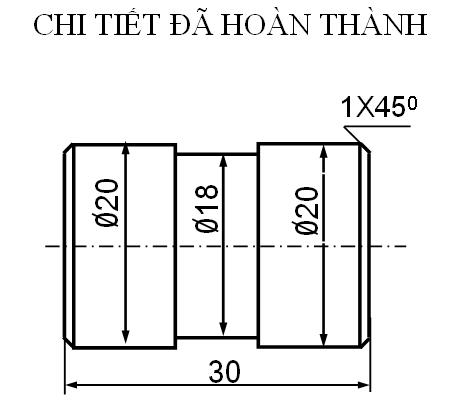 CHI TIẾT ĐÃ HOÀN THÀNH
1X45⁰
Ø20
Ø18
Ø20
30